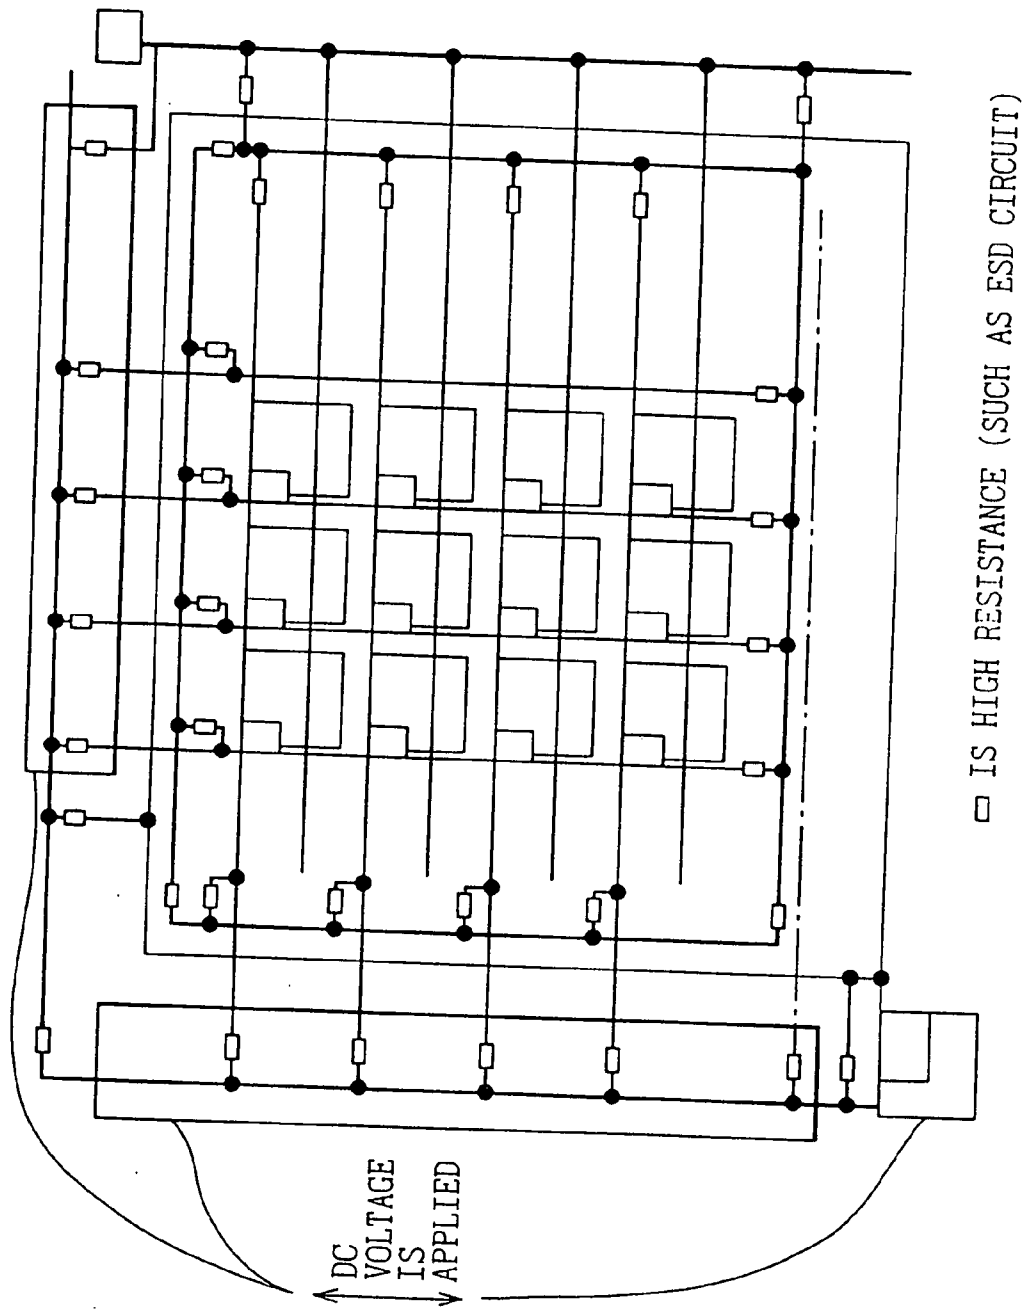 DC
VOLTAGE
IS
APPLIED
▭ IS HIGH RESISTANCE (SUCH AS ESD CIRCUIT)